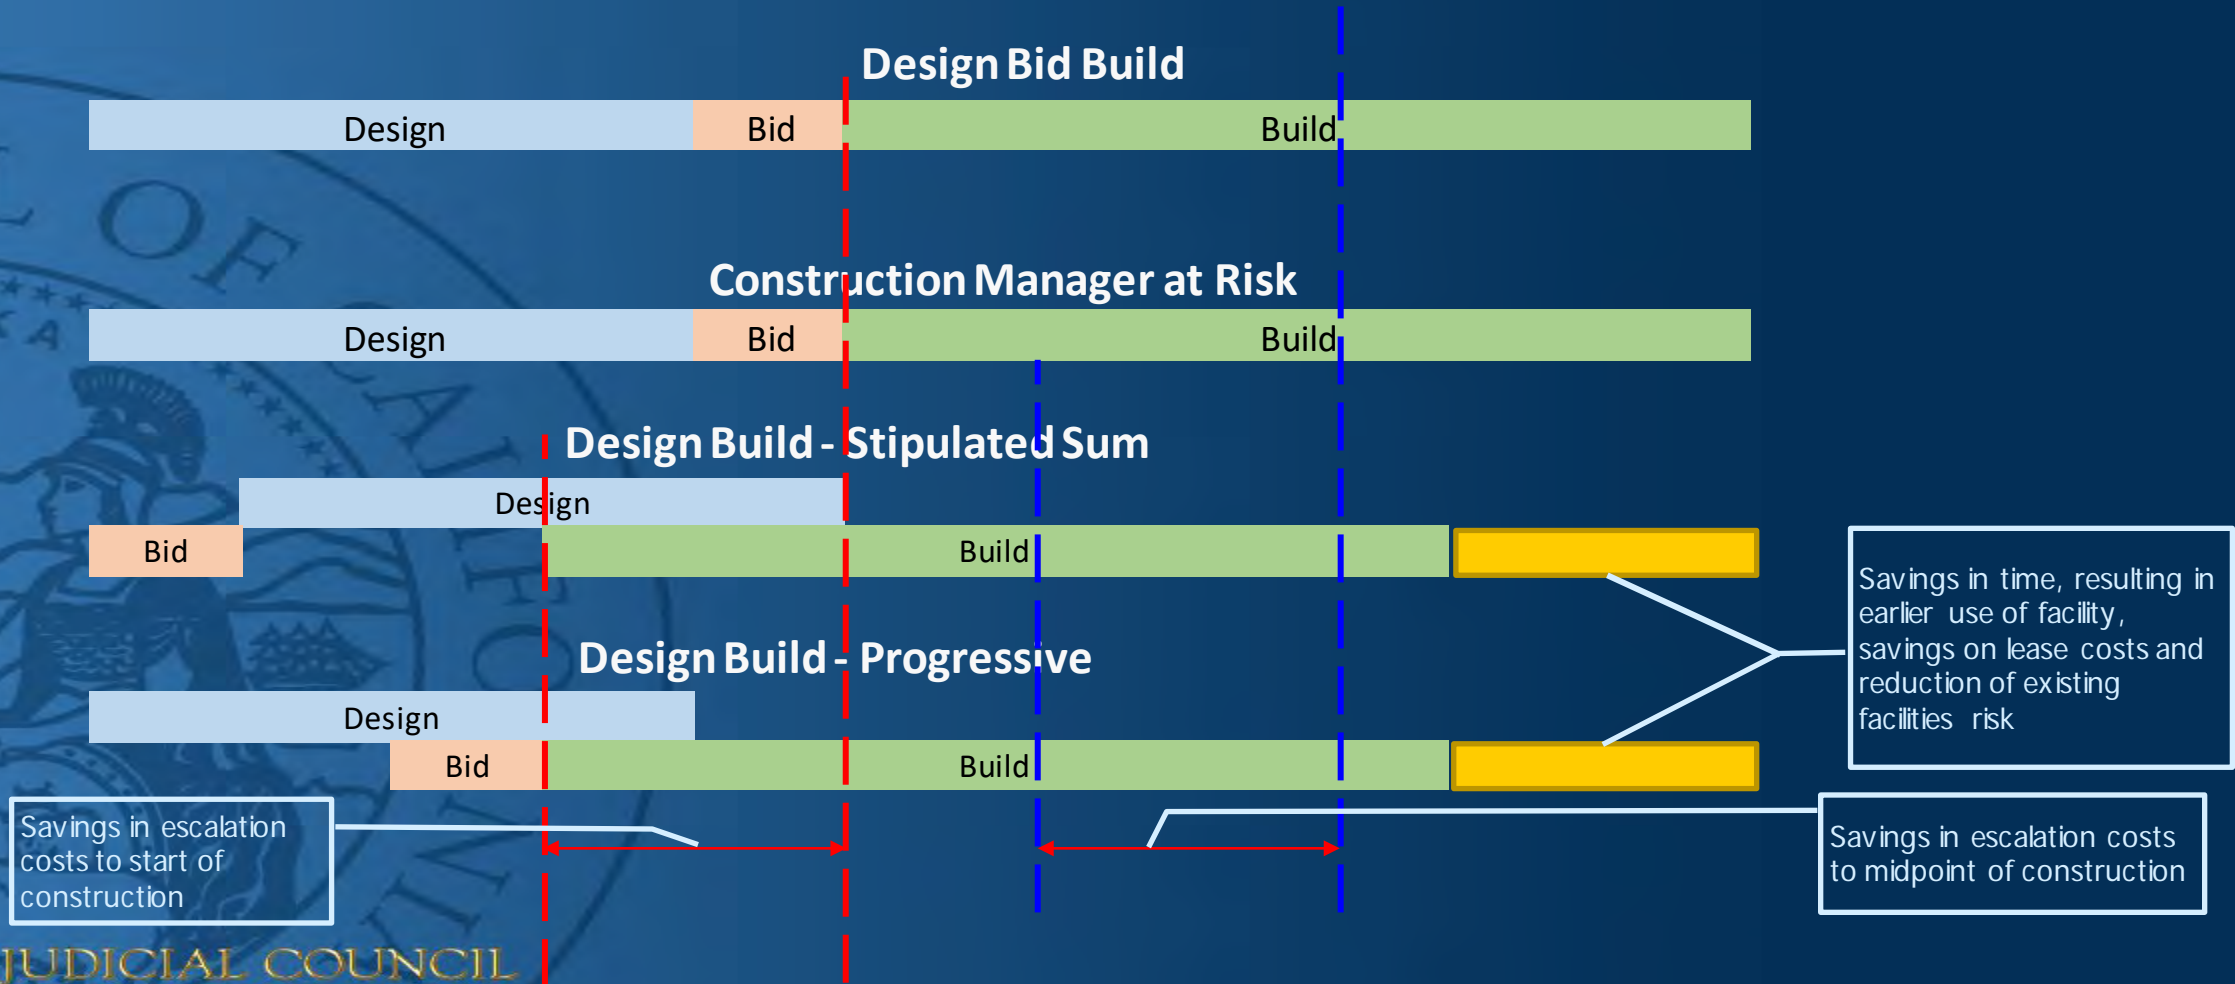 Design Bid Build
Design
Bid
Build
Construction Manager at Risk
Design
Bid
Build
Design Build - Stipulated Sum
Design
Bid
Build
Design Build - Progressive
Design
Bid
Build
Savings in time, resulting in
earlier use of facility,
savings on lease costs and
reduction of existing
facilities risk
Savings in escalation
costs to start of
construction
Savings in escalation costs
to midpoint of construction
OF CALIFO
JUDICIAL COUNCIL